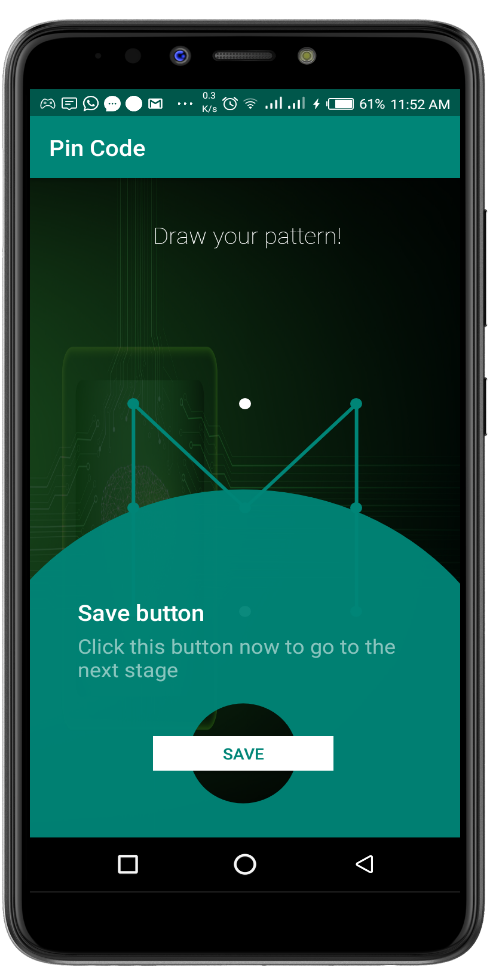 0.3
K/s
61% 11:52 AM
Pin Code
Draw your pattern!
Save button
Click this button now to go to the
next stage
SAVE